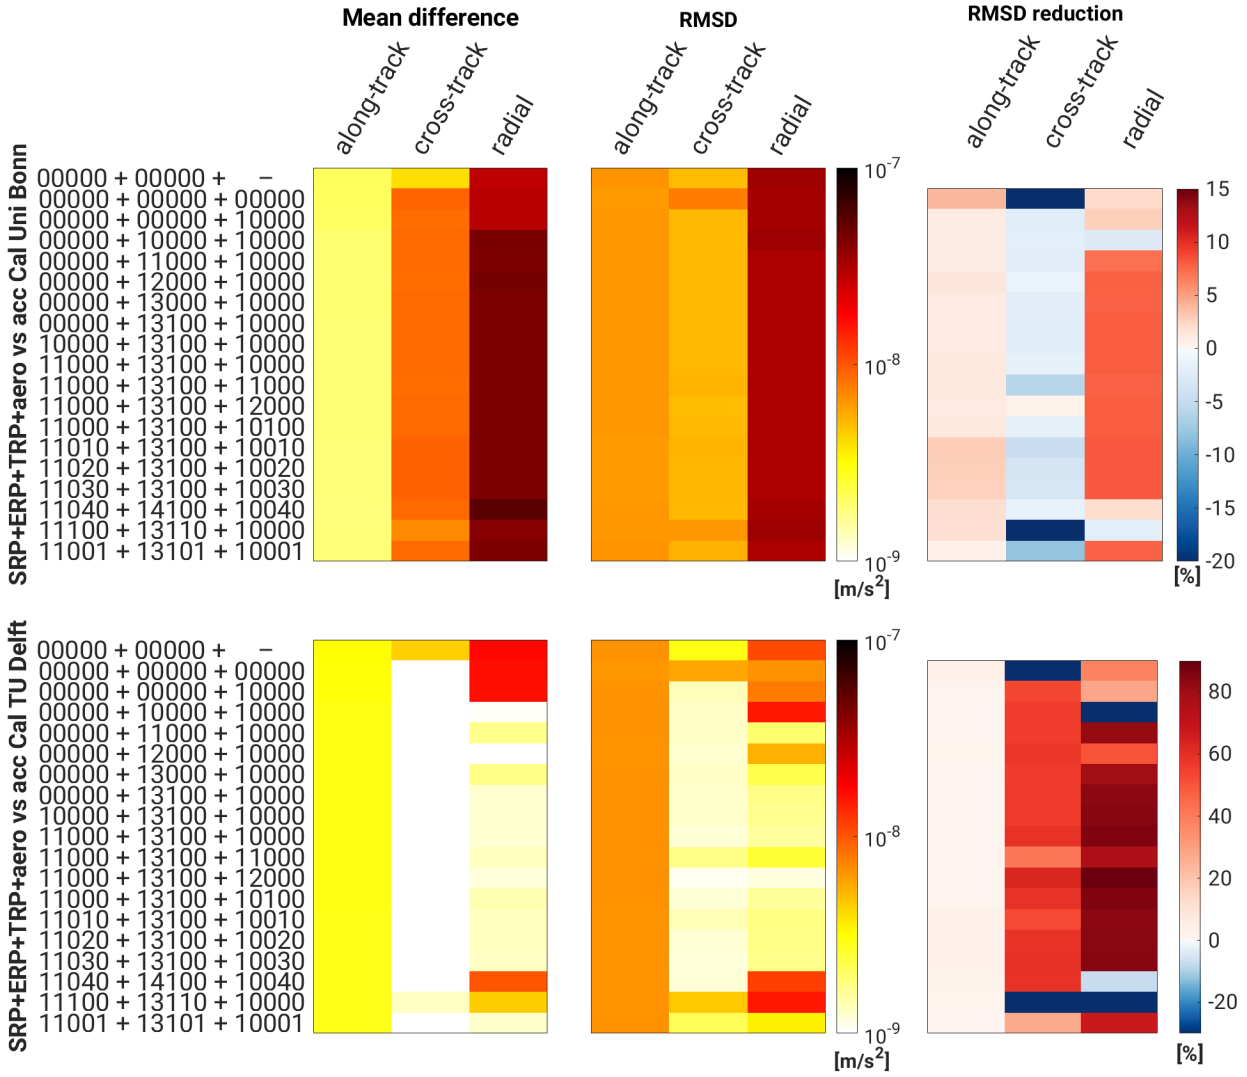 Mean difference
RMSD
RMSD reduction
along-track
cross-track
radial
along-track
cross-track
radial
along-track
cross-track
radial
SRP+ERP+TRP+aero vs acc Cal Uni Bonn
00000 + 00000 + –
00000 + 00000 + 00000
00000 + 00000 + 10000
00000 + 10000 + 10000
00000 + 11000 + 10000
00000 + 12000 + 10000
00000 + 13000 + 10000
00000 + 13100 + 10000
10000 + 13100 + 10000
11000 + 13100 + 10000
11000 + 13100 + 11000
11000 + 13100 + 12000
11000 + 13100 + 10100
11010 + 13100 + 10010
11020 + 13100 + 10020
11030 + 13100 + 10030
11040 + 14100 + 10040
11100 + 13110 + 10000
11001 + 13101 + 10001
10-7
10-8
10-9
[m/s2]
15
10
5
0
-5
-10
-15
-20
[%]
SRP+ERP+TRP+aero vs acc Cal TU Delft
00000 + 00000 + –
00000 + 00000 + 00000
00000 + 00000 + 10000
00000 + 10000 + 10000
00000 + 11000 + 10000
00000 + 12000 + 10000
00000 + 13000 + 10000
00000 + 13100 + 10000
10000 + 13100 + 10000
11000 + 13100 + 10000
11000 + 13100 + 11000
11000 + 13100 + 12000
11000 + 13100 + 10100
11010 + 13100 + 10010
11020 + 13100 + 10020
11030 + 13100 + 10030
11040 + 14100 + 10040
11100 + 13110 + 10000
11001 + 13101 + 10001
10-7
10-8
10-9
[m/s2]
80
60
40
20
0
-20
[%]